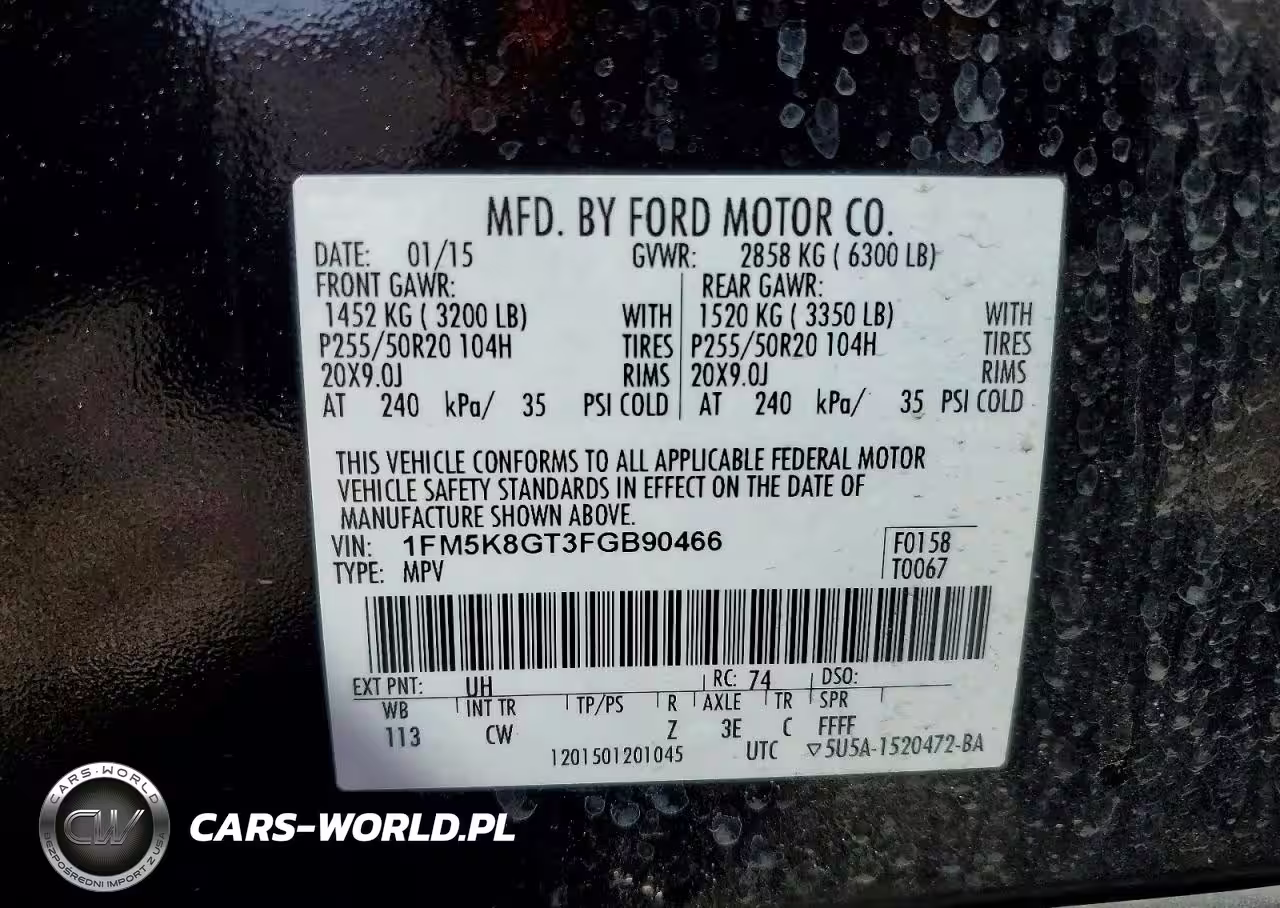 MFD. BY FORD MOTOR CO.
DATE: 01/15 GVWR: 2858 KG ( 6300 LB)
FRONT GAWR: REAR GAWR:
1452 KG ( 3200 LB) WITH 1520 KG ( 3350 LB) WITH
P255/50R20 104H TIRES P255/50R20 104H TIRES
20X9.0J RIMS 20X9.0J RIMS
AT 240 kPa/ 35 PSI COLD AT 240 kPa/ 35 PSI COLD
THIS VEHICLE CONFORMS TO ALL APPLICABLE FEDERAL MOTOR
VEHICLE SAFETY STANDARDS IN EFFECT ON THE DATE OF
MANUFACTURE SHOWN ABOVE.
VIN: 1FM5K8GT3FGB90466 F0158
TYPE: MPV T0067
EXT PNT: UH RC: 74 DSO:
WB INT TR TP/PS R AXLE TR SPR
113 CW Z 3E C FFFF
1201501201045 UTC ▽5U5A-1520472-BA
CARS-WORLD
CW
BEZPOŚREDNI IMPORT Z USA
CARS-WORLD.PL